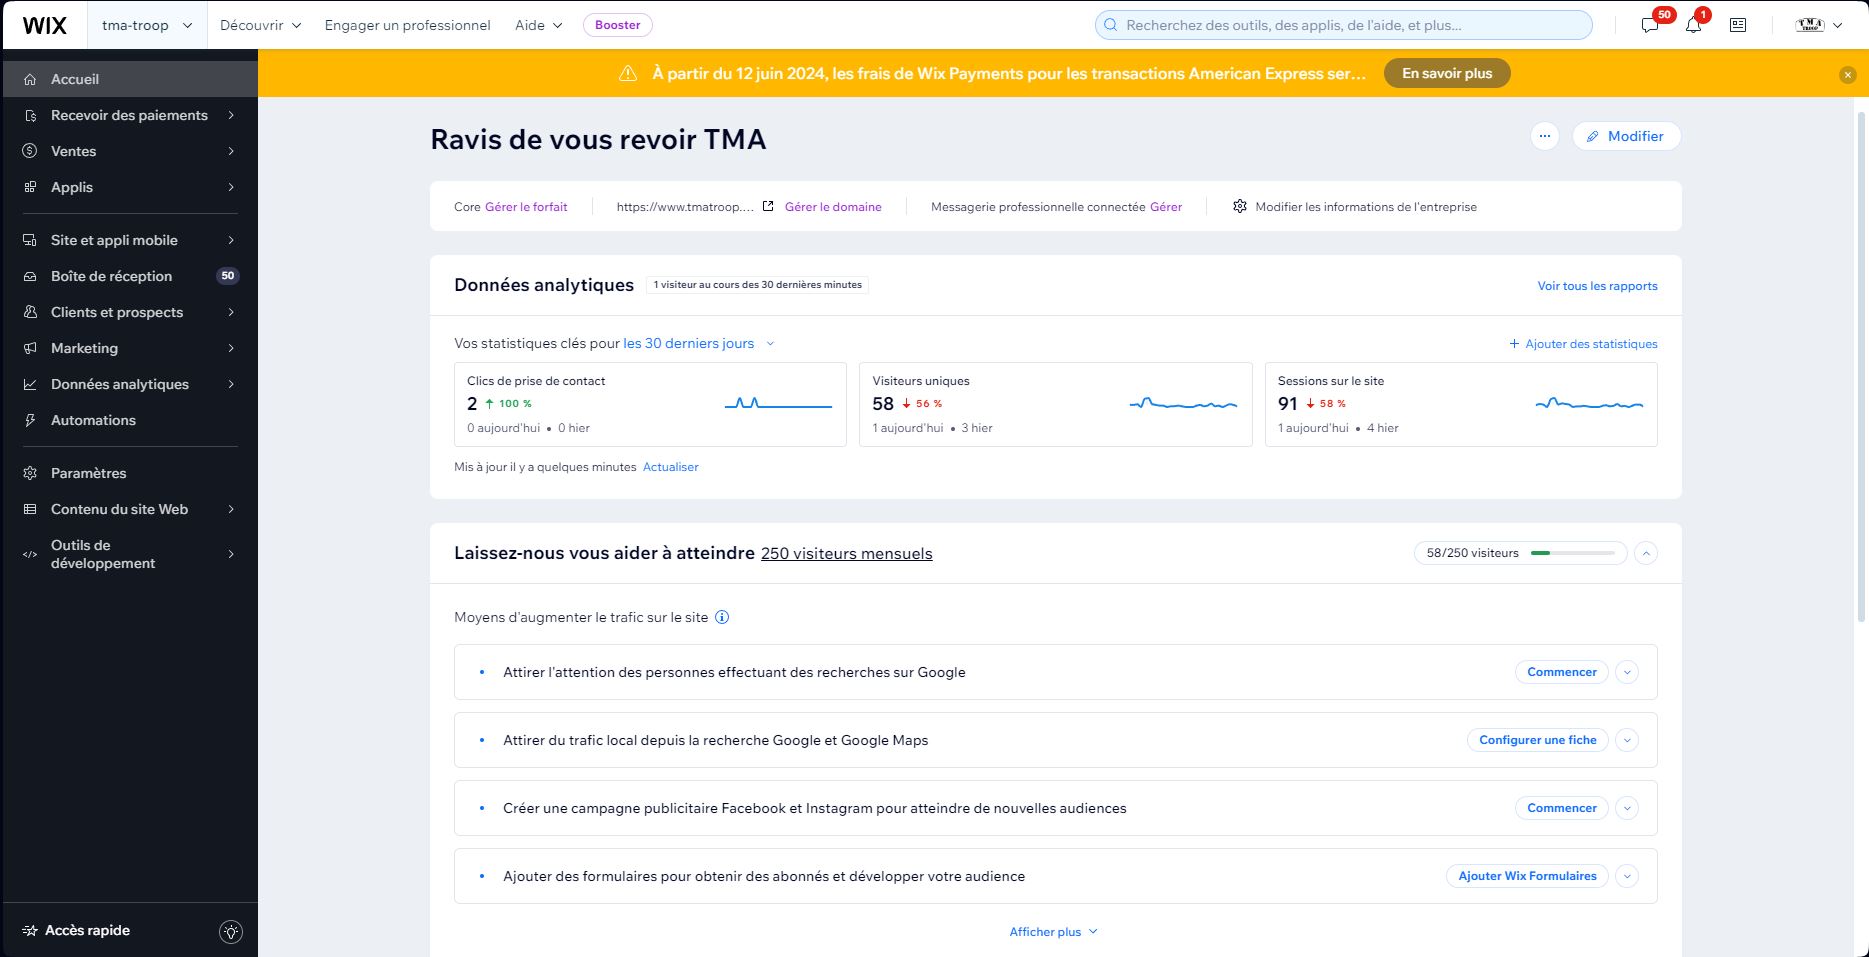 WIX
tma-troop
Découvrir
Engager un professionnel
Aide
Booster
Recherchez des outils, des applis, de l'aide, et plus...
50
1
TMA
TROOP
À partir du 12 juin 2024, les frais de Wix Payments pour les transactions American Express ser...
En savoir plus
Accueil
Recevoir des paiements
Ventes
Applis
Site et appli mobile
Boîte de réception
50
Clients et prospects
Marketing
Données analytiques
Automations
Paramètres
Contenu du site Web
Outils de
développement
Accès rapide
Ravis de vous revoir TMA
Modifier
Core Gérer le forfait
https://www.tmatroop.... Gérer le domaine
Messagerie professionnelle connectée Gérer
Modifier les informations de l'entreprise
Données analytiques
1 visiteur au cours des 30 dernières minutes
Voir tous les rapports
Vos statistiques clés pour les 30 derniers jours
Ajouter des statistiques
Clics de prise de contact
2 100 %
0 aujourd'hui • 0 hier
Visiteurs uniques
58 56 %
1 aujourd'hui • 3 hier
Sessions sur le site
91 58 %
1 aujourd'hui • 4 hier
Mis à jour il y a quelques minutes Actualiser
Laissez-nous vous aider à atteindre 250 visiteurs mensuels
58/250 visiteurs
Moyens d'augmenter le trafic sur le site
Attirer l'attention des personnes effectuant des recherches sur Google
Commencer
Attirer du trafic local depuis la recherche Google et Google Maps
Configurer une fiche
Créer une campagne publicitaire Facebook et Instagram pour atteindre de nouvelles audiences
Commencer
Ajouter des formulaires pour obtenir des abonnés et développer votre audience
Ajouter Wix Formulaires
Afficher plus